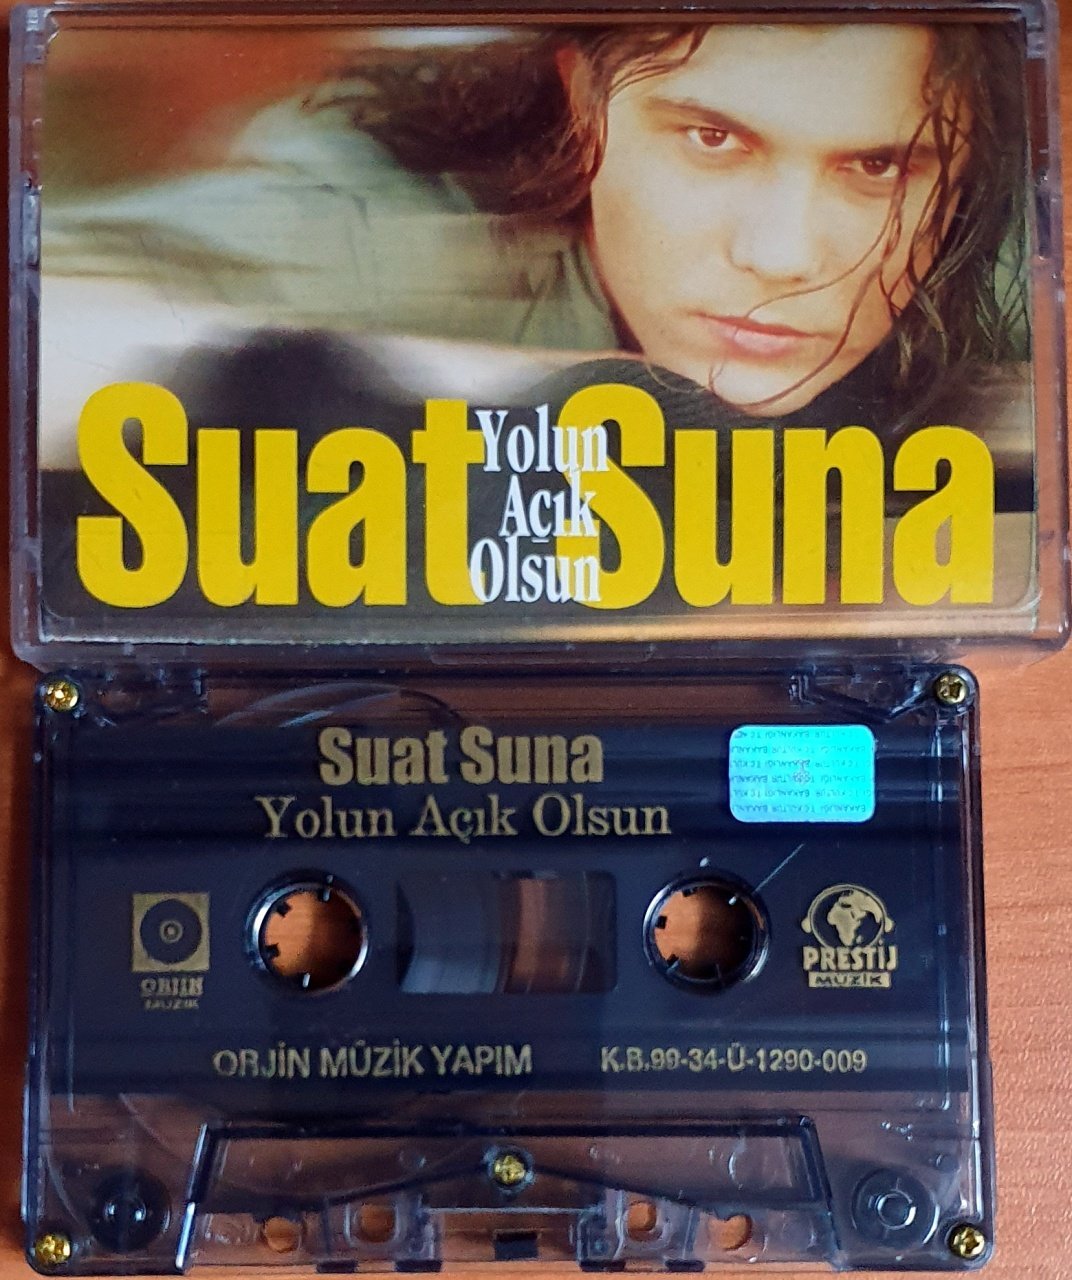 Suat Suna
Yolun
Açık
Olsun
Suat Suna
Yolun Açık Olsun
ORJİN
MÜZİK
PRESTİJ
MÜZİK
ORJİN MÜZİK YAPIM K.B.99-34-Ü-1290-009